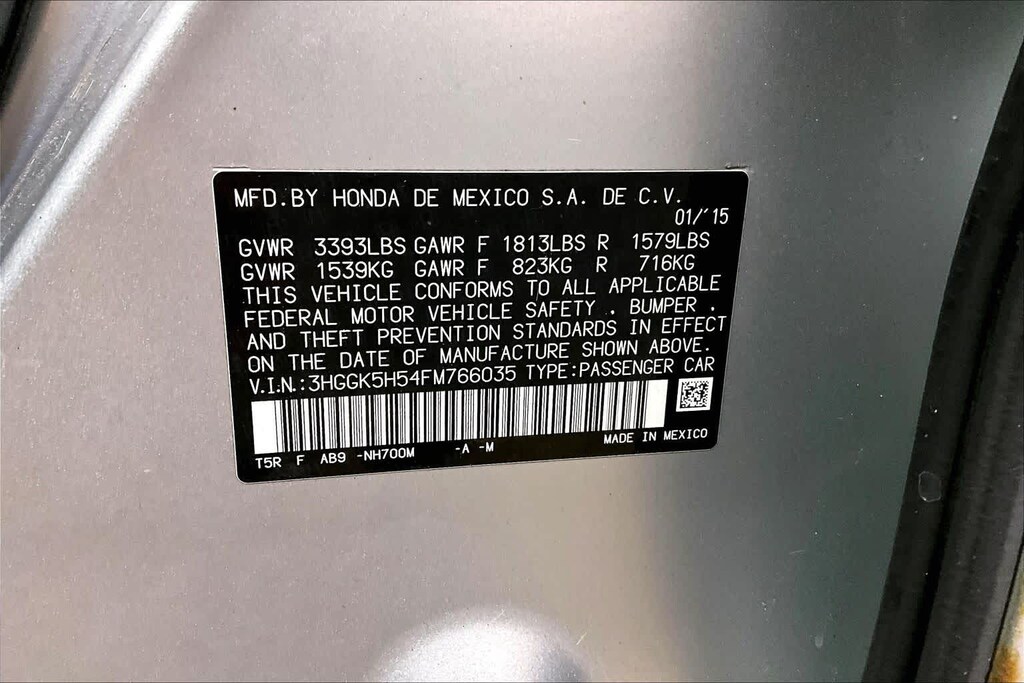 MFD.BY HONDA DE MEXICO S.A. DE C.V.
01/'15
GVWR 3393LBS GAWR F 1813LBS R 1579LBS
GVWR 1539KG GAWR F 823KG R 716KG
THIS VEHICLE CONFORMS TO ALL APPLICABLE
FEDERAL MOTOR VEHICLE SAFETY , BUMPER ,
AND THEFT PREVENTION STANDARDS IN EFFECT
ON THE DATE OF MANUFACTURE SHOWN ABOVE.
V.I.N.:3HGGK5H54FM766035 TYPE:PASSENGER CAR
MADE IN MEXICO
T5R F AB9 -NH700M -A -M